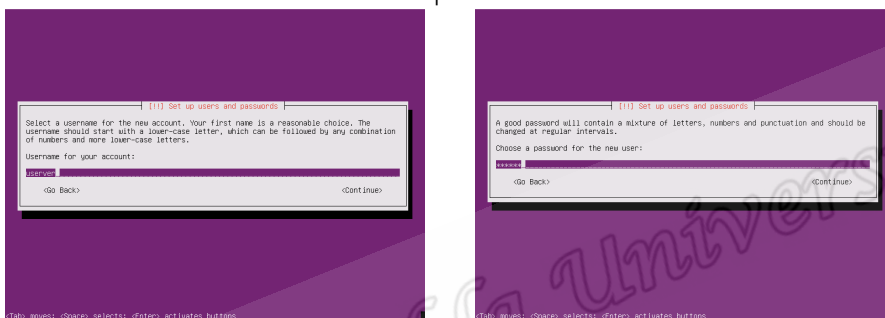 [!!] Set up users and passwords
Select a username for the new account. Your first name is a reasonable choice. The
username should start with a lower-case letter, which can be followed by any combination
of numbers and more lower-case letters.
Username for your account:
userver
<Go Back> <Continue>
<Tab> moves; <Space> selects; <Enter> activates buttons
[!!] Set up users and passwords
A good password will contain a mixture of letters, numbers and punctuation and should be
changed at regular intervals.
Choose a password for the new user:
******
<Go Back> <Continue>
<Tab> moves; <Space> selects; <Enter> activates buttons